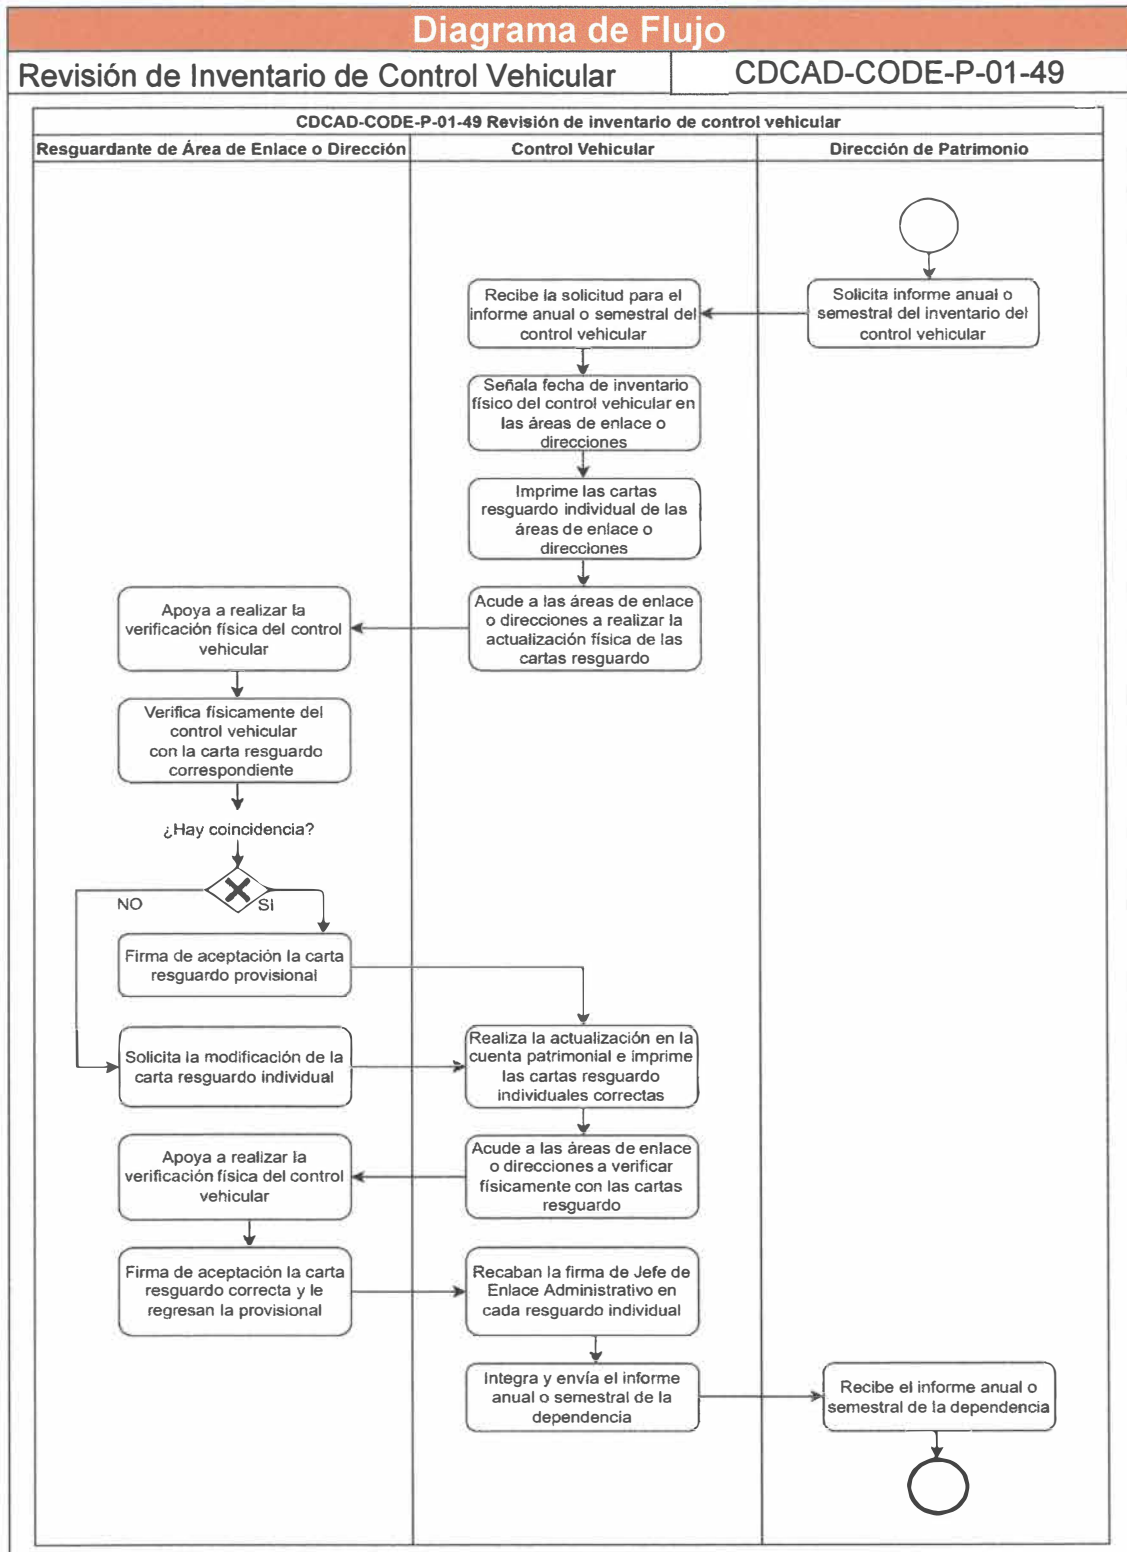 Diagrama de Flujo
Revisión de Inventario de Control Vehicular
CDCAD-CODE-P-01-49
CDCAD-CODE-P-01-49 Revisión de inventario de control vehicular
Resguardante de Área de Enlace o Dirección
Control Vehicular
Dirección de Patrimonio
Solicita informe anual o
semestral del inventario del
control vehicular
Recibe la solicitud para el
informe anual o semestral del
control vehicular
Señala fecha de inventario
físico del control vehicular en
las áreas de enlace o
direcciones
Imprime las cartas
resguardo individual de las
áreas de enlace o
direcciones
Acude a las áreas de enlace
o direcciones a realizar la
actualización física de las
cartas resguardo
Apoya a realizar la
verificación física del control
vehicular
Verifica físicamente del
control vehicular
con la carta resguardo
correspondiente
¿Hay coincidencia?
NO
SI
Firma de aceptación la carta
resguardo provisional
Solicita la modificación de la
carta resguardo individual
Realiza la actualización en la
cuenta patrimonial e imprime
las cartas resguardo
individuales correctas
Acude a las áreas de enlace
o direcciones a verificar
físicamente con las cartas
resguardo
Apoya a realizar la
verificación física del control
vehicular
Firma de aceptación la carta
resguardo correcta y le
regresan la provisional
Recaban la firma de Jefe de
Enlace Administrativo en
cada resguardo individual
Integra y envía el informe
anual o semestral de la
dependencia
Recibe el informe anual o
semestral de la dependencia